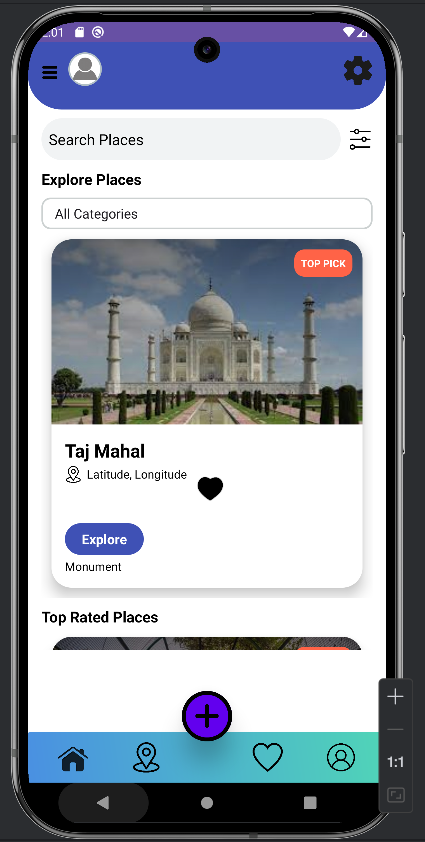 :01
Search Places
Explore Places
All Categories
TOP PICK
Taj Mahal
Latitude, Longitude
Explore
Monument
Top Rated Places
1:1